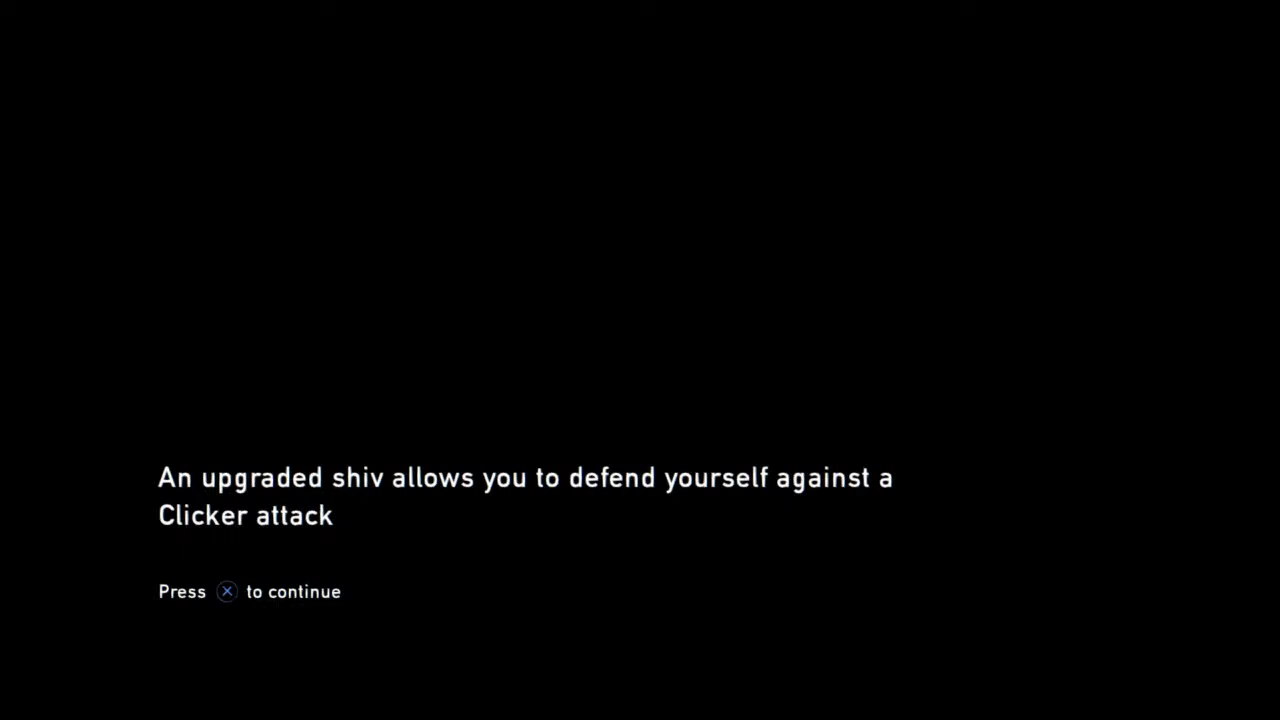 An upgraded shiv allows you to defend yourself against a
Clicker attack
Press ⓧ to continue